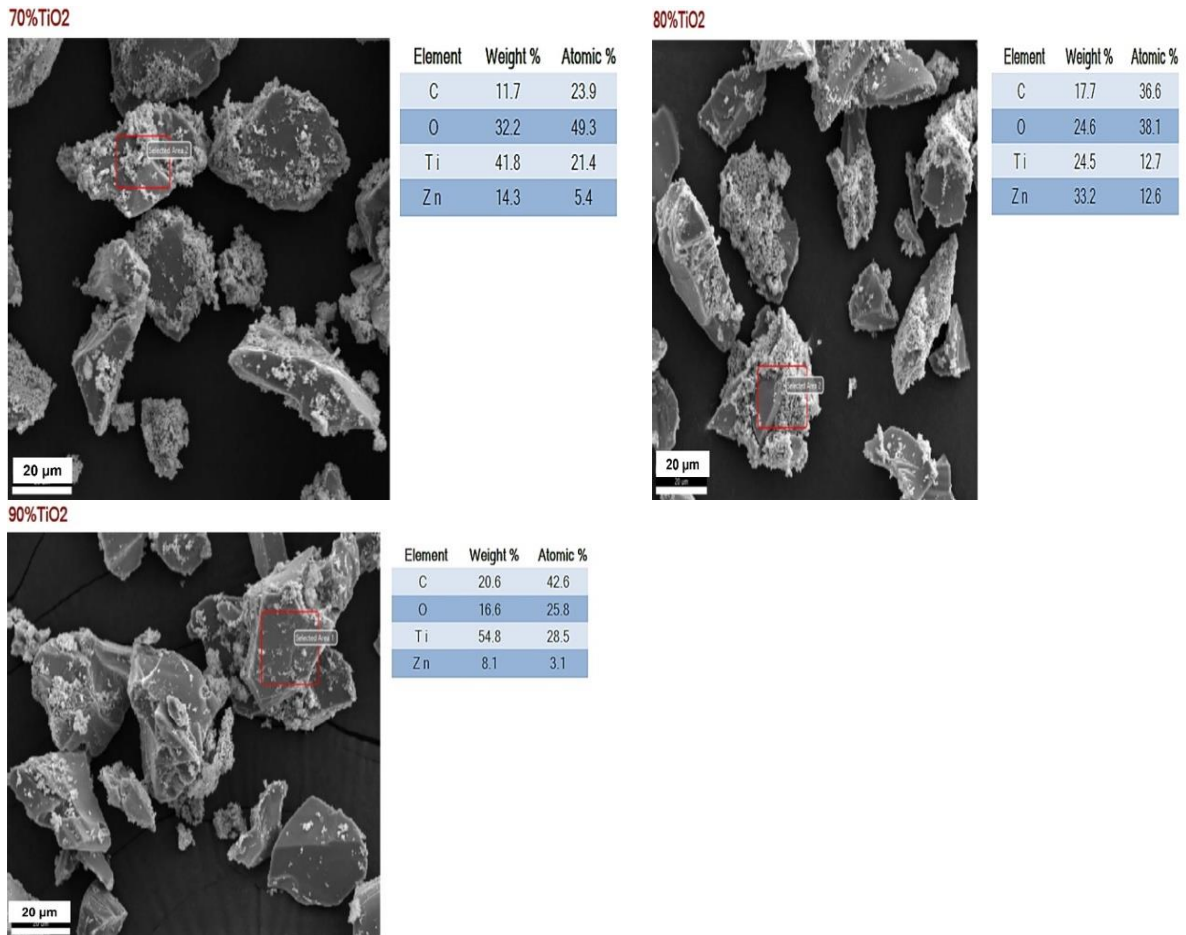 70%TiO2
Selected Area 2
20 µm
Element Weight % Atomic %
C 11.7 23.9
O 32.2 49.3
Ti 41.8 21.4
Zn 14.3 5.4
80%TiO2
Selected Area 2
20 µm
20 µm
Element Weight % Atomic %
C 17.7 36.6
O 24.6 38.1
Ti 24.5 12.7
Zn 33.2 12.6
90%TiO2
Selected Area 1
20 µm
Element Weight % Atomic %
C 20.6 42.6
O 16.6 25.8
Ti 54.8 28.5
Zn 8.1 3.1